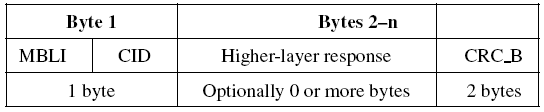 Byte 1 Bytes 2–n
MBLI CID Higher-layer response CRC_B
1 byte Optionally 0 or more bytes 2 bytes